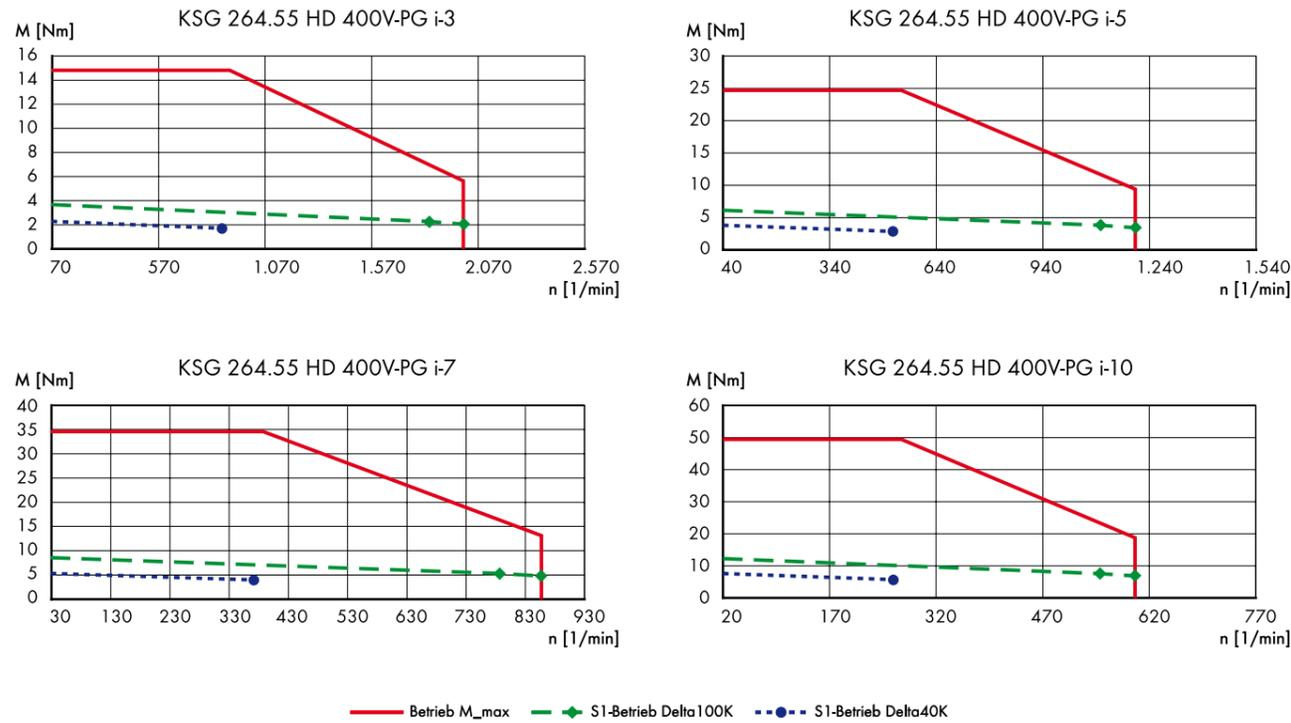 KSG 264.55 HD 400V-PG i-3
M [Nm]
16
14
12
10
8
6
4
2
0
70 570 1.070 1.570 2.070 2.570
n [1/min]
KSG 264.55 HD 400V-PG i-5
M [Nm]
30
25
20
15
10
5
0
40 340 640 940 1.240 1.540
n [1/min]
KSG 264.55 HD 400V-PG i-7
M [Nm]
40
35
30
25
20
15
10
5
0
30 130 230 330 430 530 630 730 830 930
n [1/min]
KSG 264.55 HD 400V-PG i-10
M [Nm]
60
50
40
30
20
10
0
20 170 320 470 620 770
n [1/min]
Betrieb M_max S1-Betrieb Delta100K S1-Betrieb Delta40K